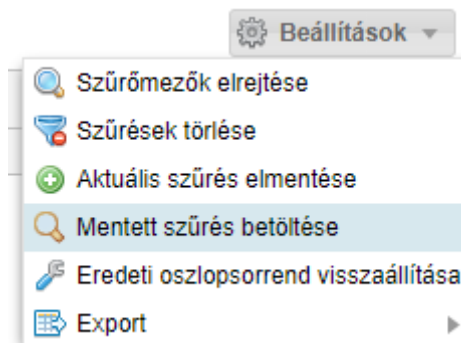 Beállítások
Szűrőmezők elrejtése
Szűrések törlése
Aktuális szűrés elmentése
Mentett szűrés betöltése
Eredeti oszlopsorrend visszaállítása
Export